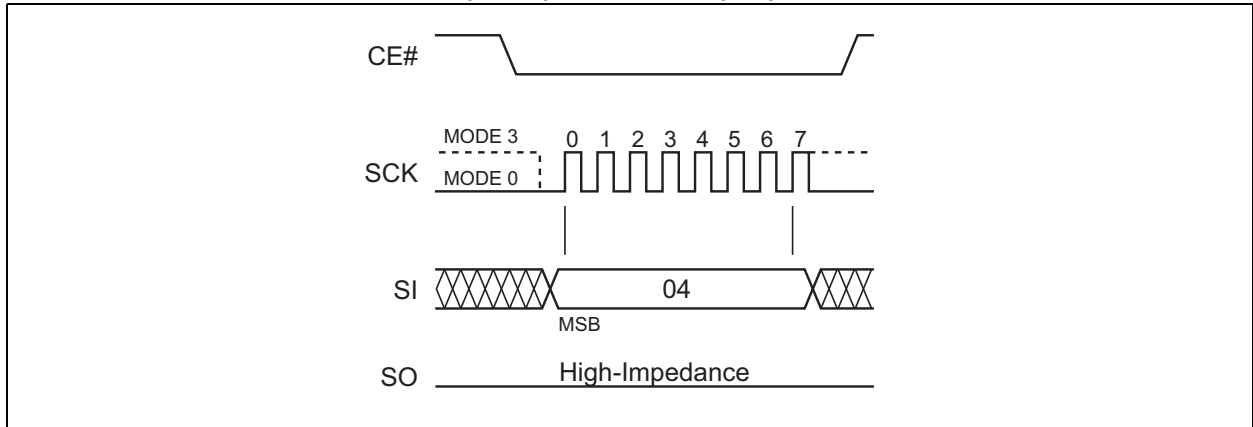 CE#
MODE 3
0 1 2 3 4 5 6 7
SCK
MODE 0
SI
04
MSB
SO
High-Impedance